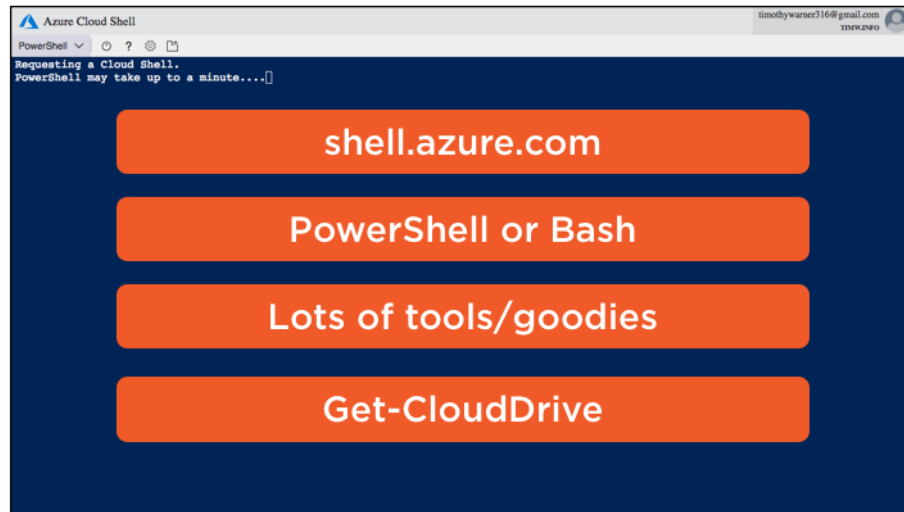 Azure Cloud Shell
timothywarner316@gmail.com
TIMW.INFO
PowerShell
?
Requesting a Cloud Shell.
PowerShell may take up to a minute....
shell.azure.com
PowerShell or Bash
Lots of tools/goodies
Get-CloudDrive